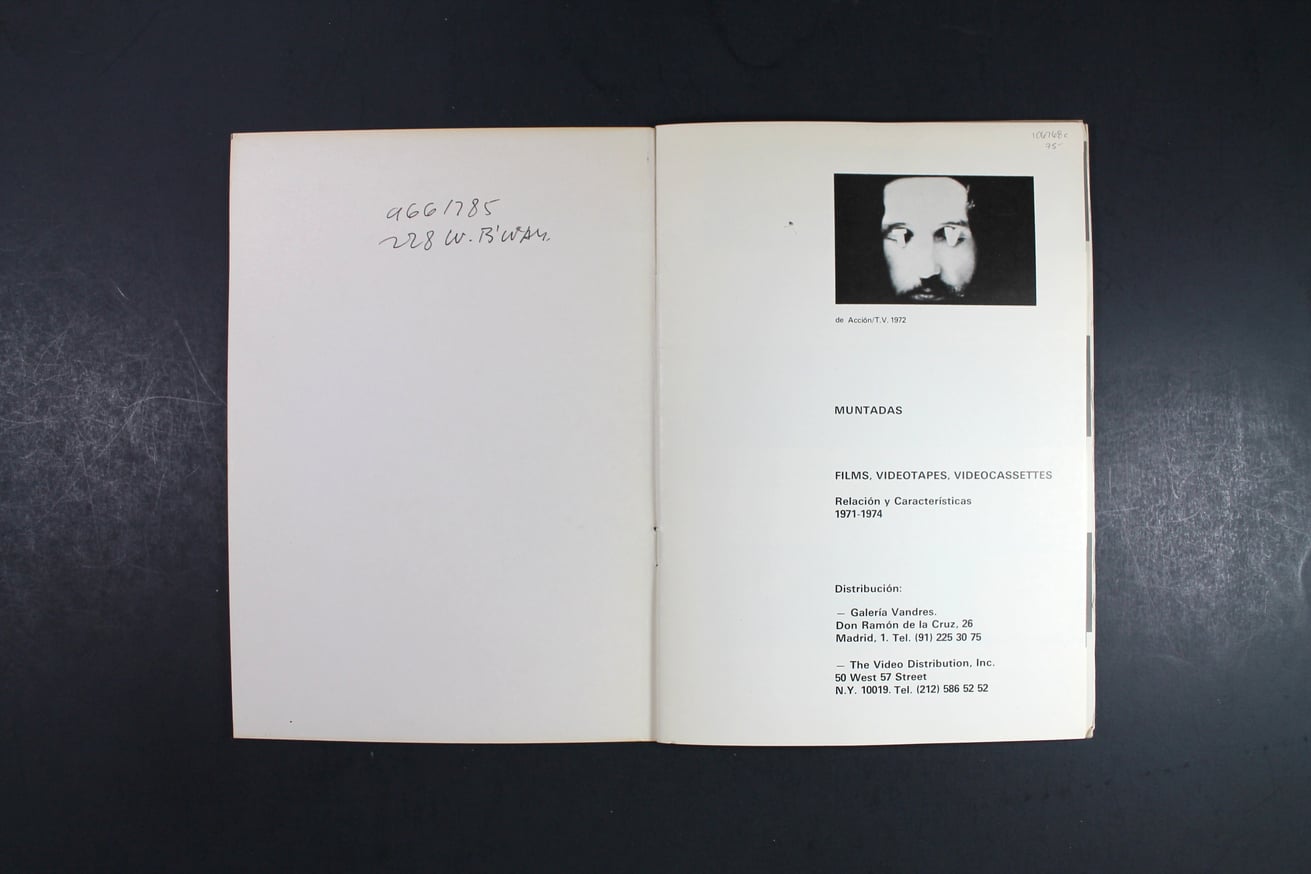 9661785
228 W. B'WAY.
75-
de Acción/T.V. 1972
MUNTADAS
FILMS, VIDEOTAPES, VIDEOCASSETTES
Relación y Características
1971-1974
Distribución:
— Galería Vandres.
Don Ramón de la Cruz, 26
Madrid, 1. Tel. (91) 225 30 75
— The Video Distribution, Inc.
50 West 57 Street
N.Y. 10019. Tel. (212) 586 52 52